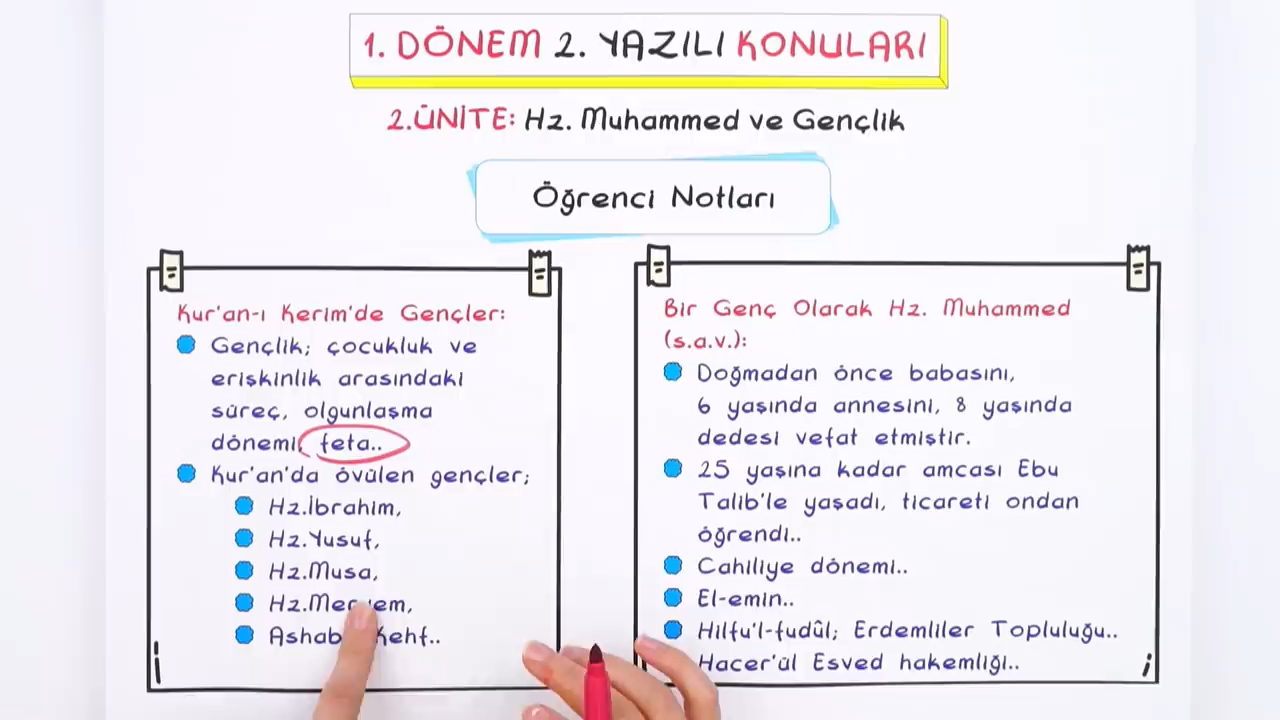 1. DÖNEM 2. YAZILI KONULARI
2.ÜNİTE: Hz. Muhammed ve Gençlik
Öğrenci Notları
Kur'an-ı Kerim'de Gençler:
Gençlik; çocukluk ve
erişkinlik arasındaki
süreç, olgunlaşma
dönemi, feta..
Kur'an'da övülen gençler;
Hz.İbrahim,
Hz.Yusuf,
Hz.Musa,
Hz.Meryem,
Ashab Kehf..
Bir Genç Olarak Hz. Muhammed
(s.a.v.):
Doğmadan önce babasını,
6 yaşında annesini, 8 yaşında
dedesi vefat etmiştir.
25 yaşına kadar amcası Ebu
Talib'le yaşadı, ticareti ondan
öğrendi..
Cahiliye dönemi..
El-emin..
Hilfu'l-fudûl; Erdemliler Topluluğu..
Hacer'ül Esved hakemliği..